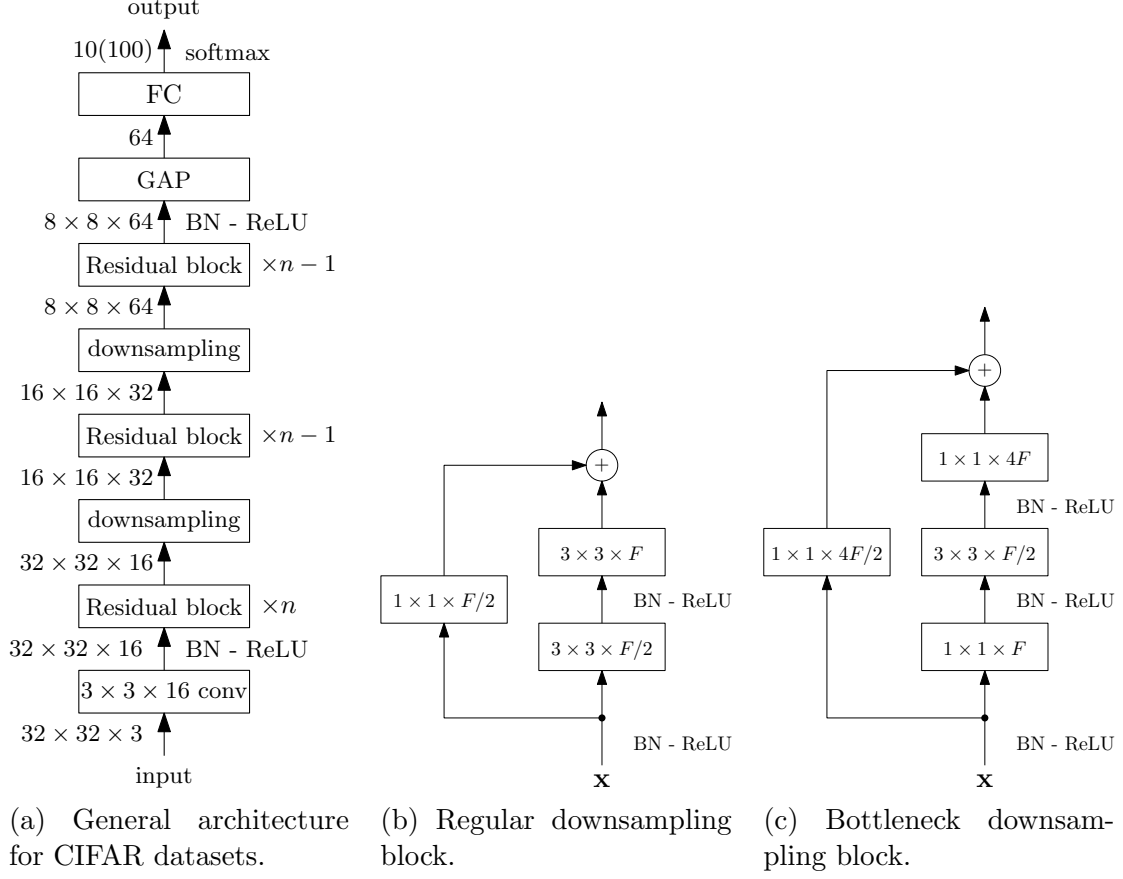 output
10(100) softmax
FC
64
GAP
8 × 8 × 64 BN - ReLU
Residual block ×n − 1
8 × 8 × 64
downsampling
16 × 16 × 32
Residual block ×n − 1
16 × 16 × 32
downsampling
32 × 32 × 16
Residual block ×n
32 × 32 × 16 BN - ReLU
3 × 3 × 16 conv
32 × 32 × 3
input
(a) General architecture
for CIFAR datasets.
+
3 × 3 × F
1 × 1 × F/2
BN - ReLU
3 × 3 × F/2
BN - ReLU
x
(b) Regular downsampling
block.
+
1 × 1 × 4F
BN - ReLU
1 × 1 × 4F/2
3 × 3 × F/2
BN - ReLU
1 × 1 × F
BN - ReLU
x
(c) Bottleneck downsam-
pling block.